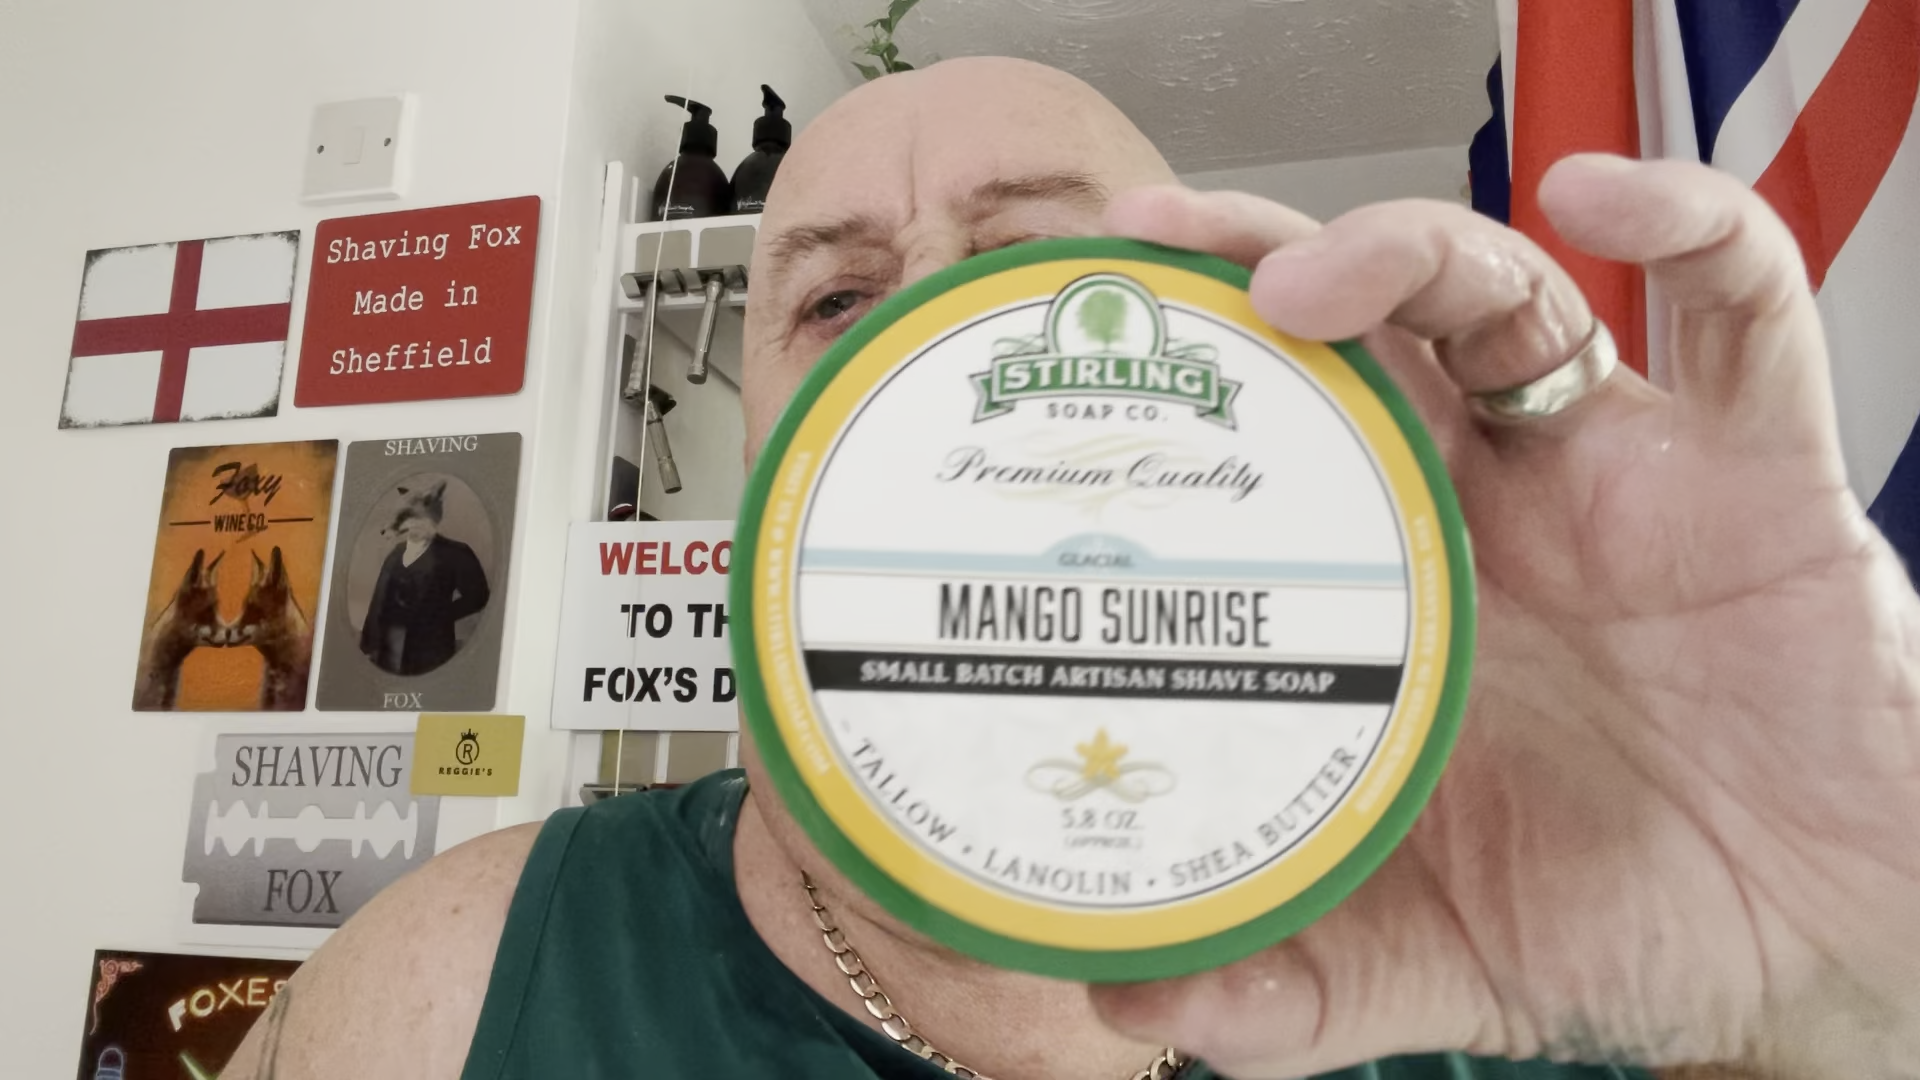 Shaving Fox
Made in
Sheffield
Foxy
WINE CO.
SHAVING
FOX
WELCO
TO TH
FOX'S D
SHAVING
FOX
R
REGGIE'S
FOXES
STIRLING
SOAP CO.
Premium Quality
GLACIAL
MANGO SUNRISE
SMALL BATCH ARTISAN SHAVE SOAP
5.8 OZ.
(APPROX.)
- TALLOW • LANOLIN • SHEA BUTTER -